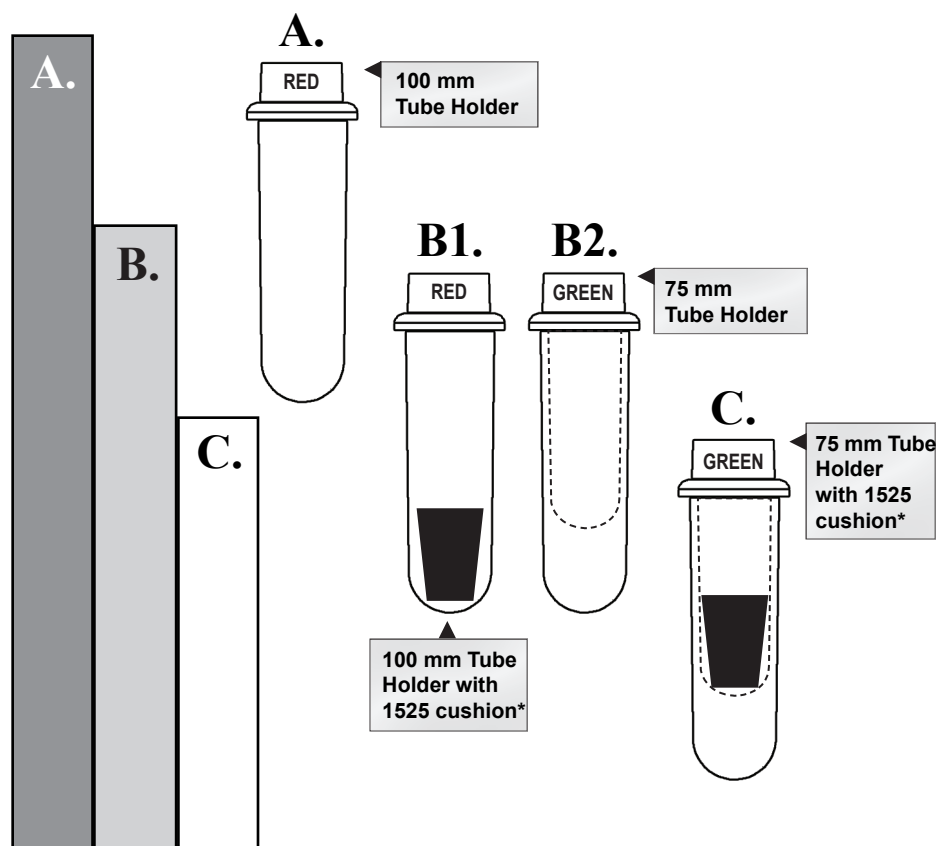 A.
A.
RED
100 mm
Tube Holder
B.
B1.
B2.
RED
GREEN
75 mm
Tube Holder
C.
C.
GREEN
75 mm Tube
Holder
with 1525
cushion*
100 mm Tube
Holder with
1525 cushion*